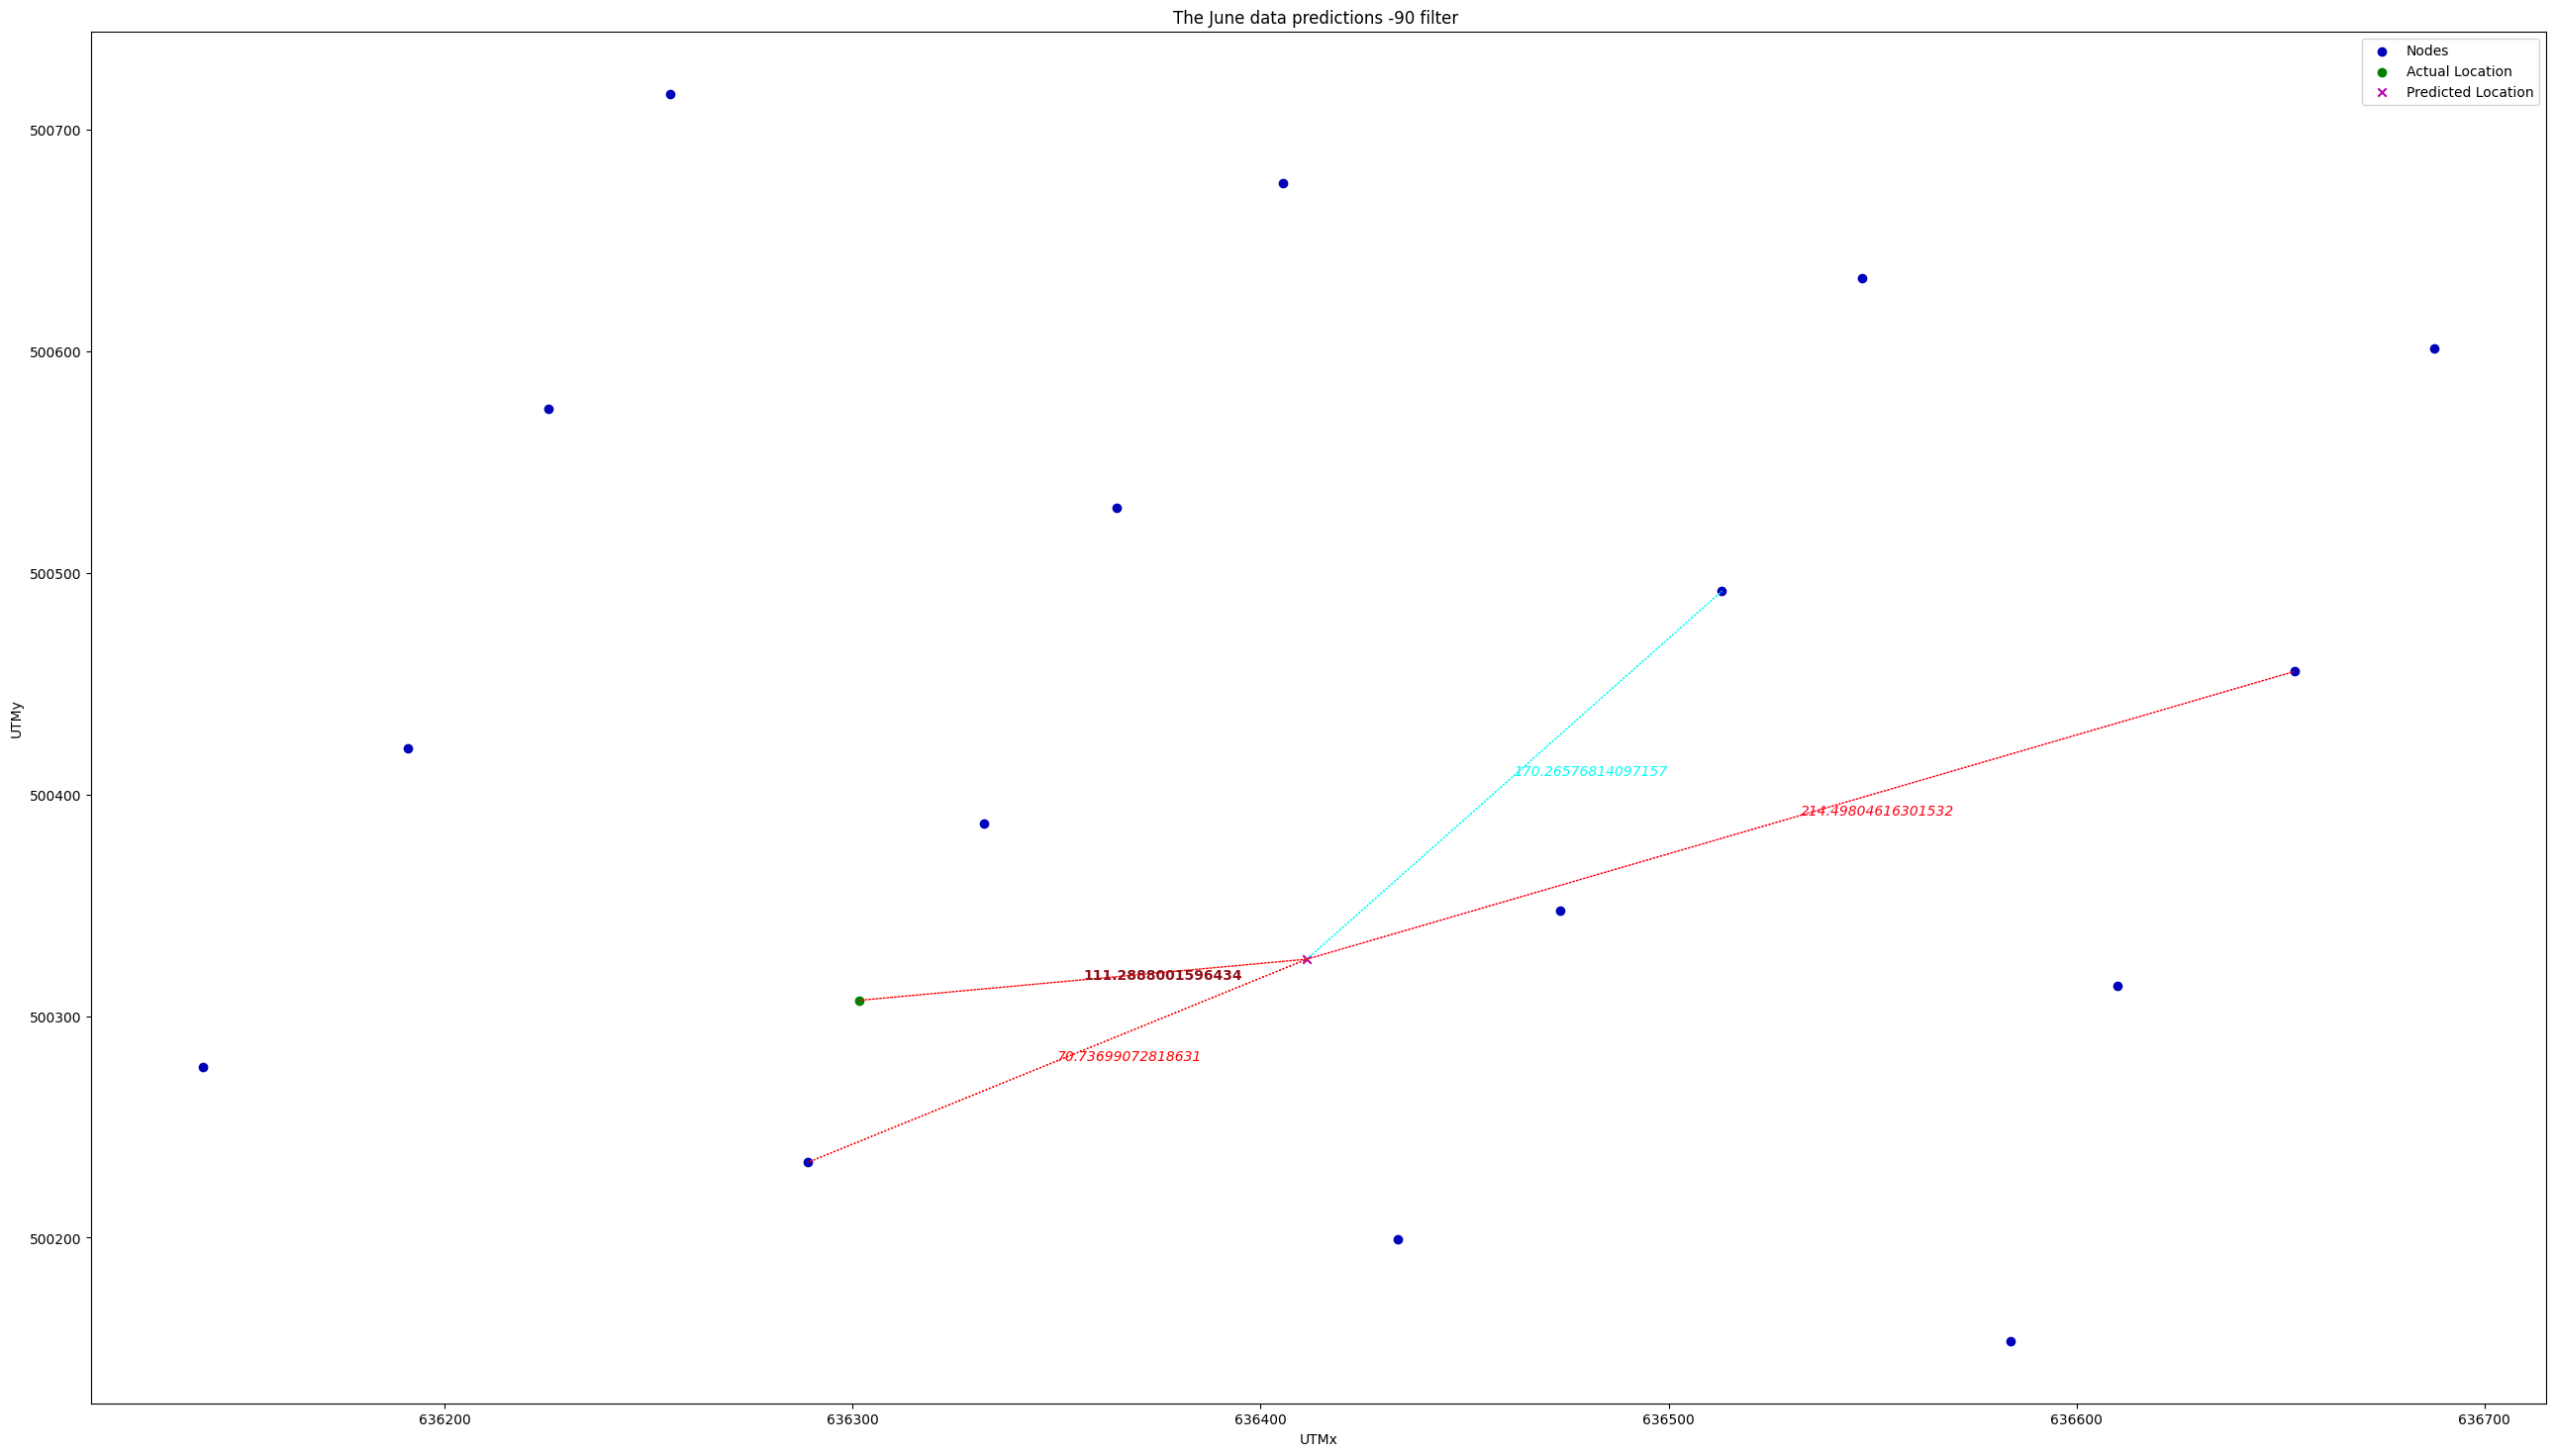 The June data predictions -90 filter
Nodes
Actual Location
Predicted Location
500700
500600
500500
500400
500300
500200
UTMy
170.26576814097157
214.49804616301532
111.2888001596434
70.73699072818631
636200
636300
636400
636500
636600
636700
UTMx